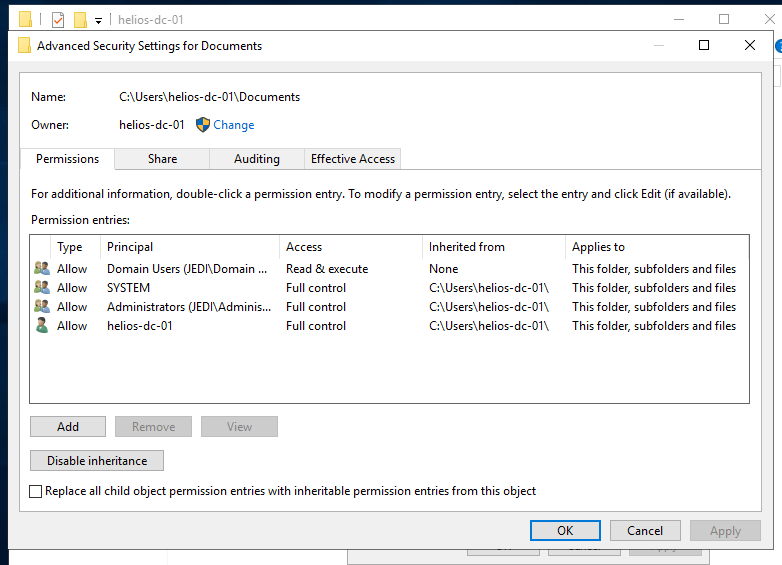 helios-dc-01
Advanced Security Settings for Documents
Name: C:\Users\helios-dc-01\Documents
Owner: helios-dc-01 Change
Permissions Share Auditing Effective Access
For additional information, double-click a permission entry. To modify a permission entry, select the entry and click Edit (if available).
Permission entries:
Type Principal Access Inherited from Applies to
Allow Domain Users (JEDI\Domain ... Read & execute None This folder, subfolders and files
Allow SYSTEM Full control C:\Users\helios-dc-01\ This folder, subfolders and files
Allow Administrators (JEDI\Adminis... Full control C:\Users\helios-dc-01\ This folder, subfolders and files
Allow helios-dc-01 Full control C:\Users\helios-dc-01\ This folder, subfolders and files
Add Remove View
Disable inheritance
Replace all child object permission entries with inheritable permission entries from this object
OK Cancel Apply